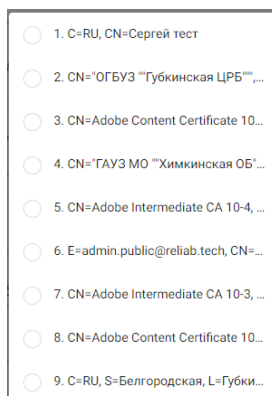 1. C=RU, CN=Сергей тест
2. CN="ОГБУЗ ""Губкинская ЦРБ""",...
3. CN=Adobe Content Certificate 10...
4. CN="ГАУЗ МО ""Химкинская ОБ"...
5. CN=Adobe Intermediate CA 10-4, ...
6. E=admin.public@reliab.tech, CN=...
7. CN=Adobe Intermediate CA 10-3, ...
8. CN=Adobe Content Certificate 10...
9. C=RU, S=Белгородская, L=Губки...